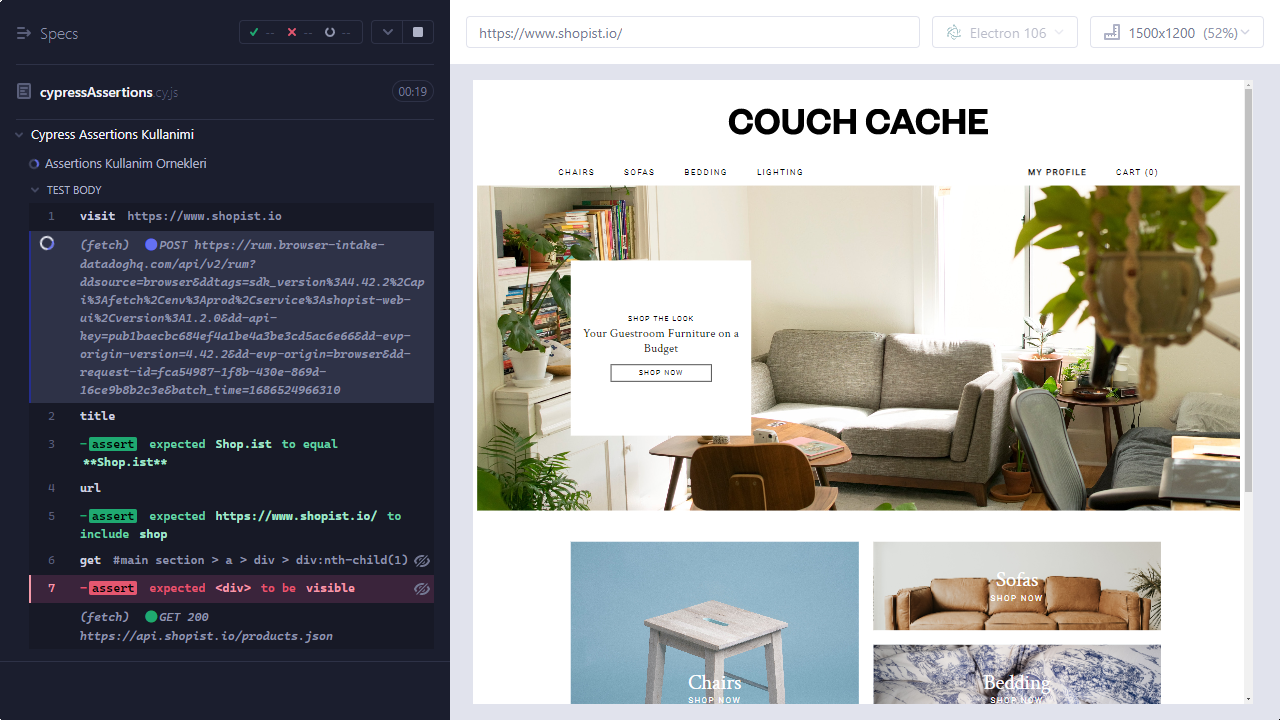 Specs
-- -- --
cypressAssertions.cy.js
00:19
Cypress Assertions Kullanimi
Assertions Kullanim Ornekleri
TEST BODY
1 visit https://www.shopist.io
(fetch) POST https://rum.browser-intake-
datadoghq.com/api/v2/rum?
ddsource=browser&ddtags=sdk_version%3A4.42.2%2Cap
i%3Afetch%2Cenv%3Aprod%2Cservice%3Ashopist-web-
ui%2Cversion%3A1.2.0&dd-api-
key=pub1baecbc684ef4a1be4a3be3cd5ac6e66&dd-evp-
origin-version=4.42.2&dd-evp-origin=browser&dd-
request-id=fca54987-1f8b-430e-869d-
16ce9b8b2c3e&batch_time=1686524966310
2 title
3 -assert expected Shop.ist to equal
**Shop.ist**
4 url
5 -assert expected https://www.shopist.io/ to
include shop
6 get #main section > a > div > div:nth-child(1)
7 -assert expected <div> to be visible
(fetch) GET 200
https://api.shopist.io/products.json
https://www.shopist.io/
Electron 106
1500x1200 (52%)
COUCH CACHE
CHAIRS SOFAS BEDDING LIGHTING
MY PROFILE CART (0)
SHOP THE LOOK
Your Guestroom Furniture on a
Budget
SHOP NOW
Chairs
SHOP NOW
Sofas
SHOP NOW
Bedding
SHOP NOW